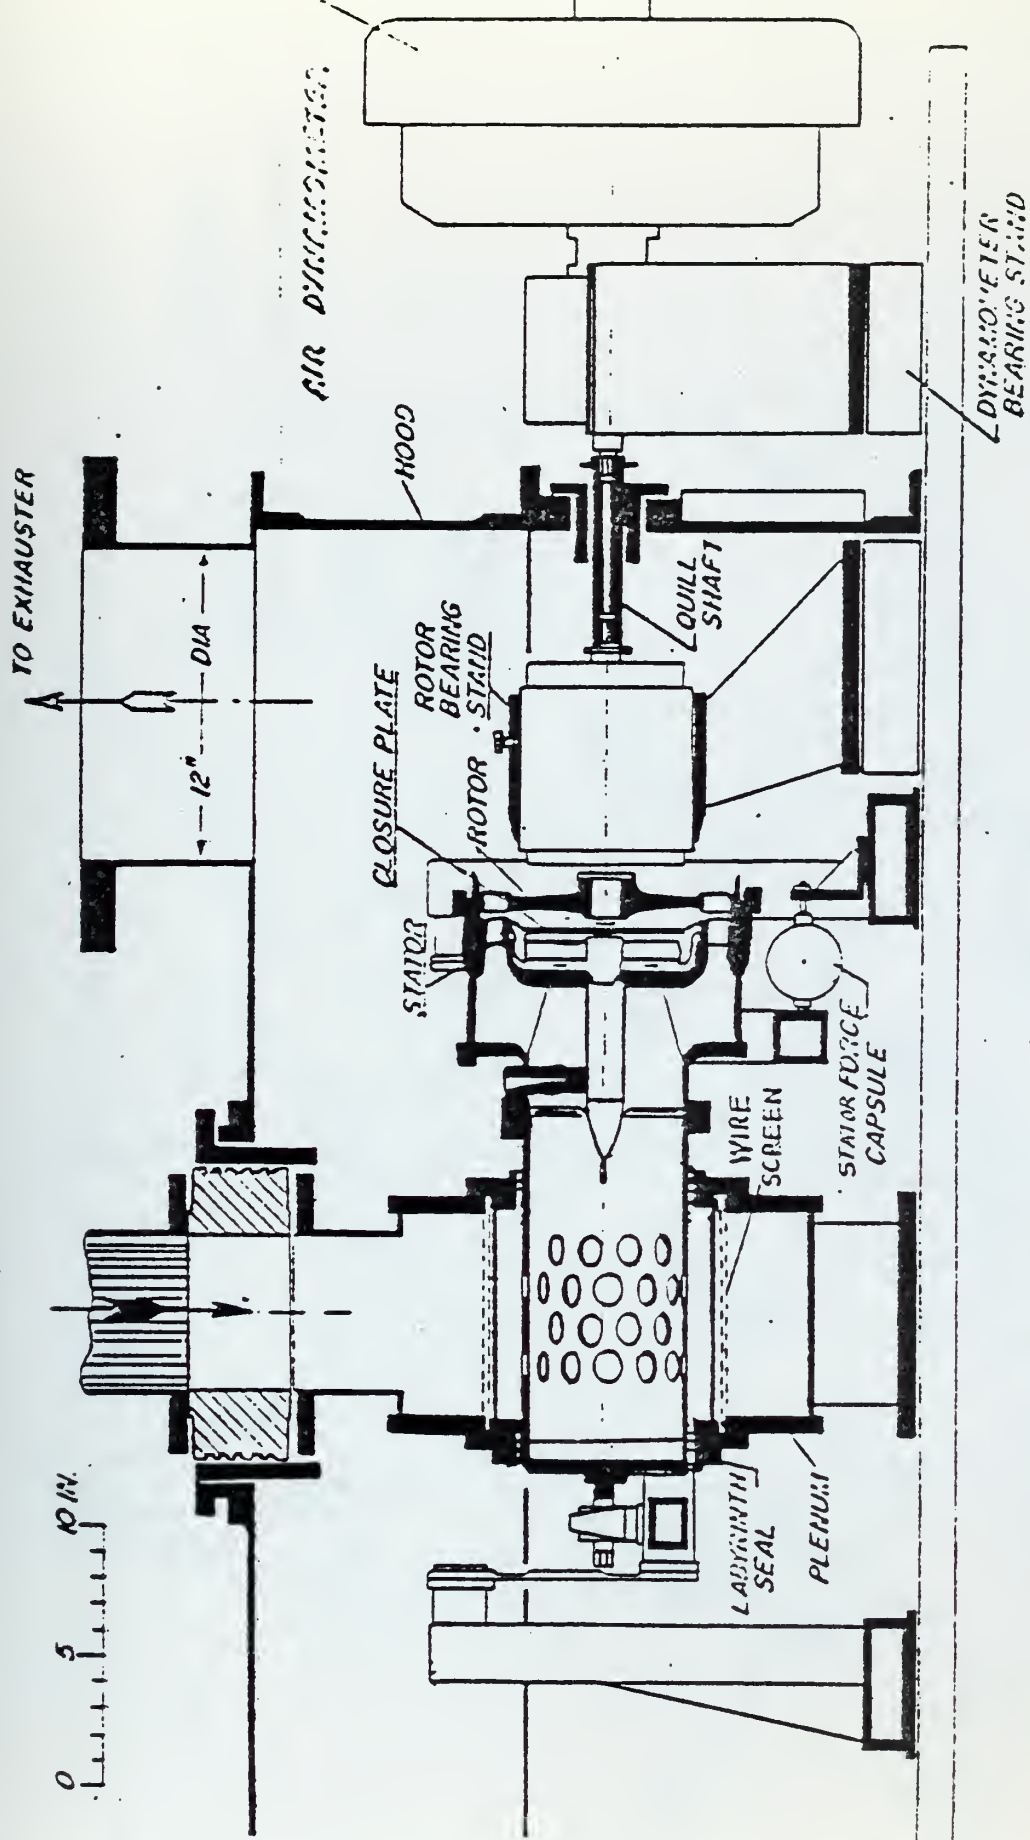 TO EXHAUSTER
12" DIA
AIR DYNAMOMETER
HOOD
CLOSURE PLATE
ROTOR
BEARING
STAND
ROTOR
STATOR
QUILL
SHAFT
DYNAMOMETER
BEARING STAND
0 5 10 IN.
WIRE
SCREEN
STATOR FORCE
CAPSULE
LABYRINTH
SEAL
PLENUM